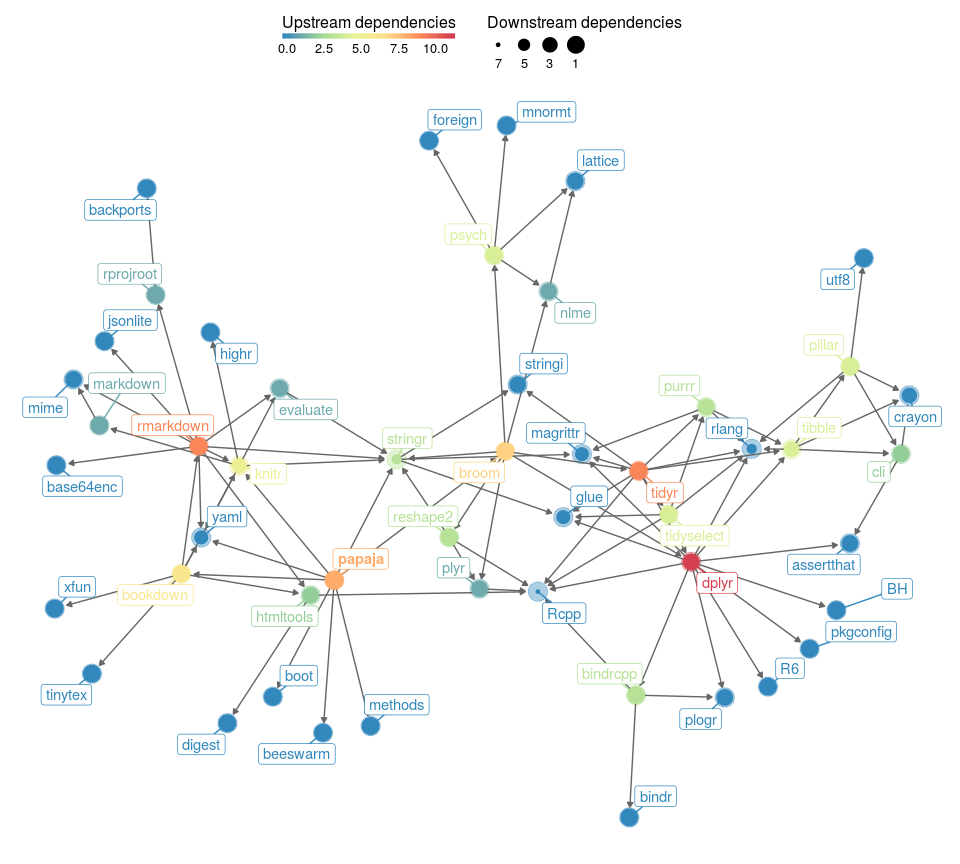 Upstream dependencies
Downstream dependencies
0.0 2.5 5.0 7.5 10.0
7 5 3 1
foreign
mnormt
lattice
backports
psych
rprojroot
utf8
jsonlite
nlme
highr
pillar
stringi
markdown
purrr
mime
evaluate
crayon
rmarkdown
rlang
tibble
magrittr
stringr
knitr
broom
cli
base64enc
tidyr
glue
yaml
reshape2
tidyselect
papaja
plyr
assertthat
xfun
bookdown
dplyr
BH
htmltools
Rcpp
pkgconfig
boot
bindrcpp
R6
tinytex
methods
plogr
digest
beeswarm
bindr